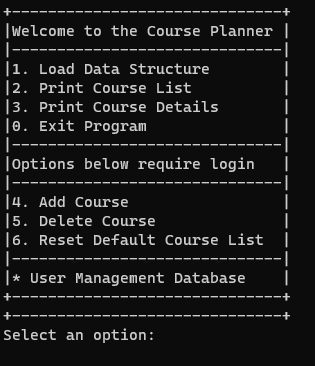 +------------------------------+
|Welcome to the Course Planner |
|------------------------------|
|1. Load Data Structure        |
|2. Print Course List          |
|3. Print Course Details       |
|0. Exit Program               |
|------------------------------|
|Options below require login   |
|------------------------------|
|4. Add Course                 |
|5. Delete Course              |
|6. Reset Default Course List  |
|------------------------------|
|* User Management Database    |
+------------------------------+
+------------------------------+
Select an option: